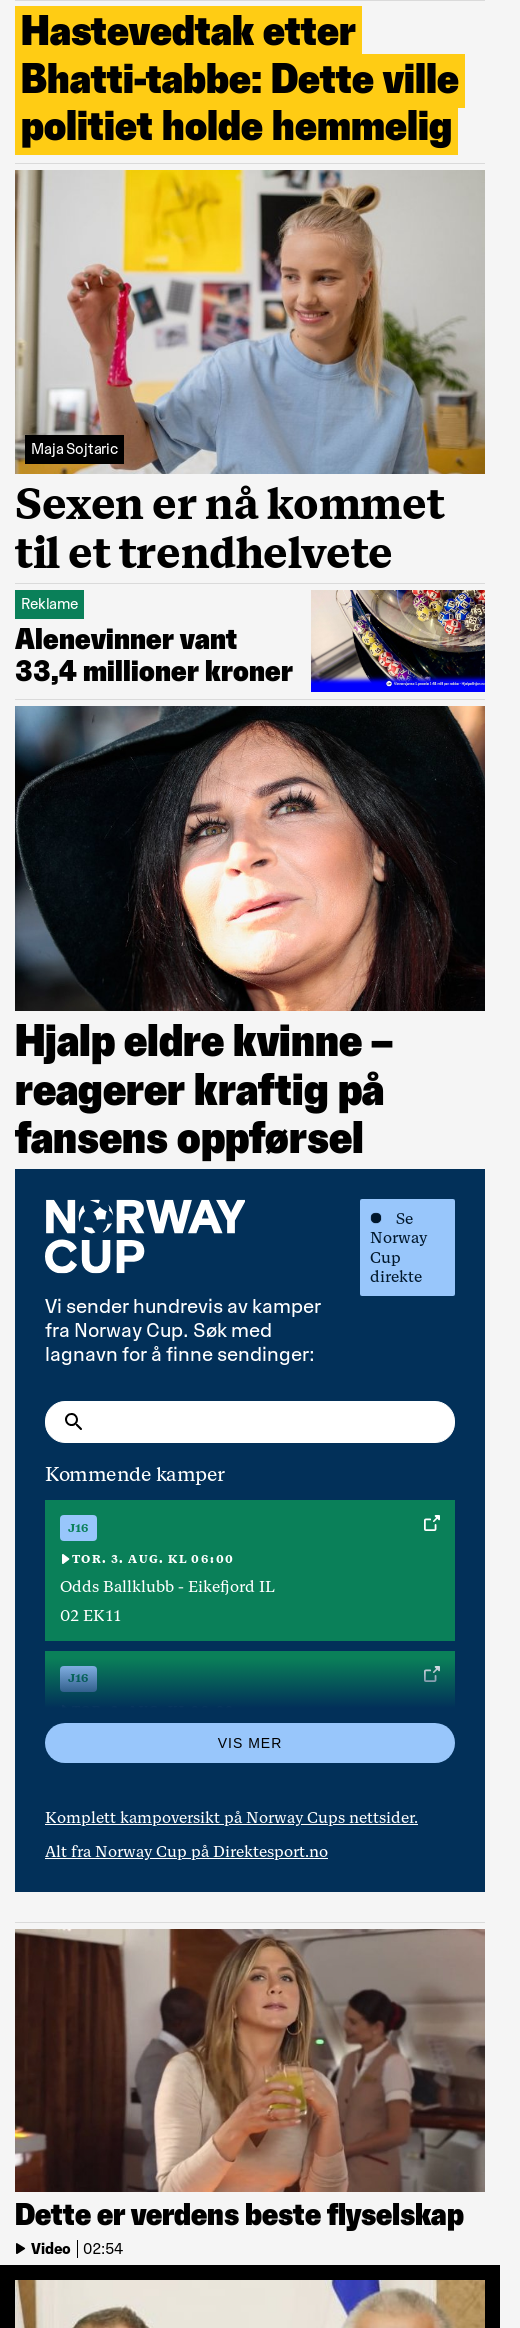 Hastevedtak etter
Bhatti-tabbe: Dette ville
politiet holde hemmelig
Maja Sojtaric
Sexen er nå kommet
til et trendhelvete
Reklame
Alenevinner vant
33,4 millioner kroner
Hjalp eldre kvinne –
reagerer kraftig på
fansens oppførsel
NORWAY
CUP
Se
Norway
Cup
direkte
Vi sender hundrevis av kamper
fra Norway Cup. Søk med
lagnavn for å finne sendinger:
Kommende kamper
J16
TOR. 3. AUG. KL 06:00
Odds Ballklubb - Eikefjord IL
02 EK11
J16
VIS MER
Komplett kampoversikt på Norway Cups nettsider.
Alt fra Norway Cup på Direktesport.no
Dette er verdens beste flyselskap
Video | 02:54